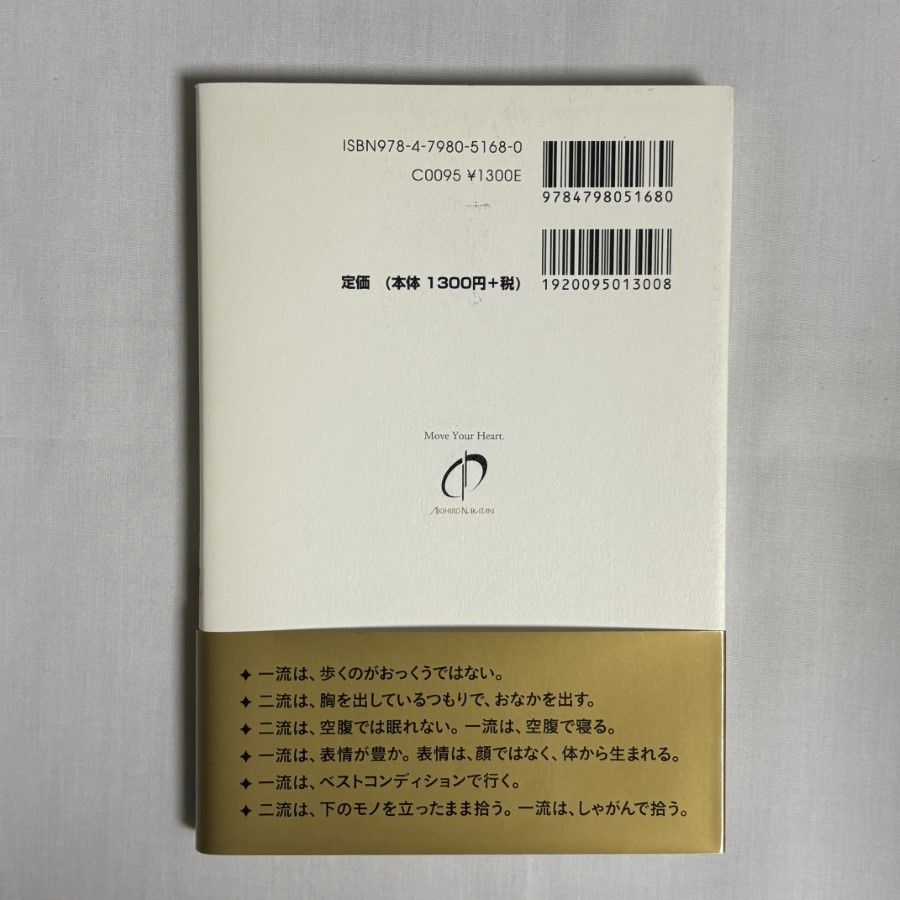 ISBN978-4-7980-5168-0
C0095 ¥1300E
9784798051680
定価 (本体 1300円+税)
1920095013008
Move Your Heart.
AKIHIRO NAKATANI
✦ 一流は、歩くのがおっくうではない。
✦ 二流は、胸を出しているつもりで、おなかを出す。
✦ 二流は、空腹では眠れない。一流は、空腹で寝る。
✦ 一流は、表情が豊か。表情は、顔ではなく、体から生まれる。
✦ 一流は、ベストコンディションで行く。
✦ 二流は、下のモノを立ったまま拾う。一流は、しゃがんで拾う。